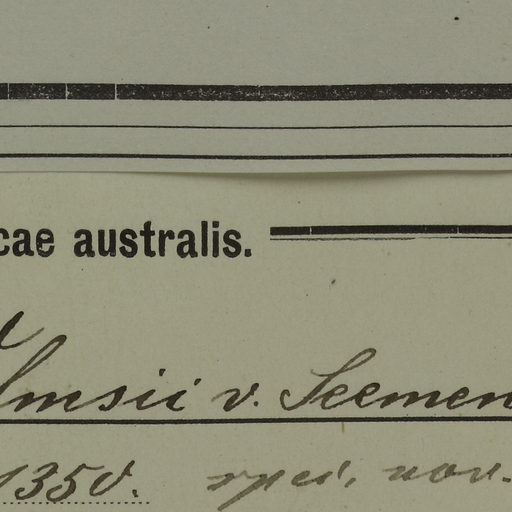 cae australis.
lmsii v. Seemen
1350. spec. nov.